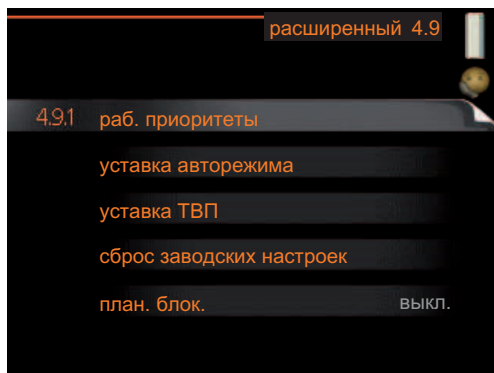 расширенный 4.9
4.9.1 раб. приоритеты
уставка авторежима
уставка ТВП
сброс заводских настроек
план. блок. выкл.